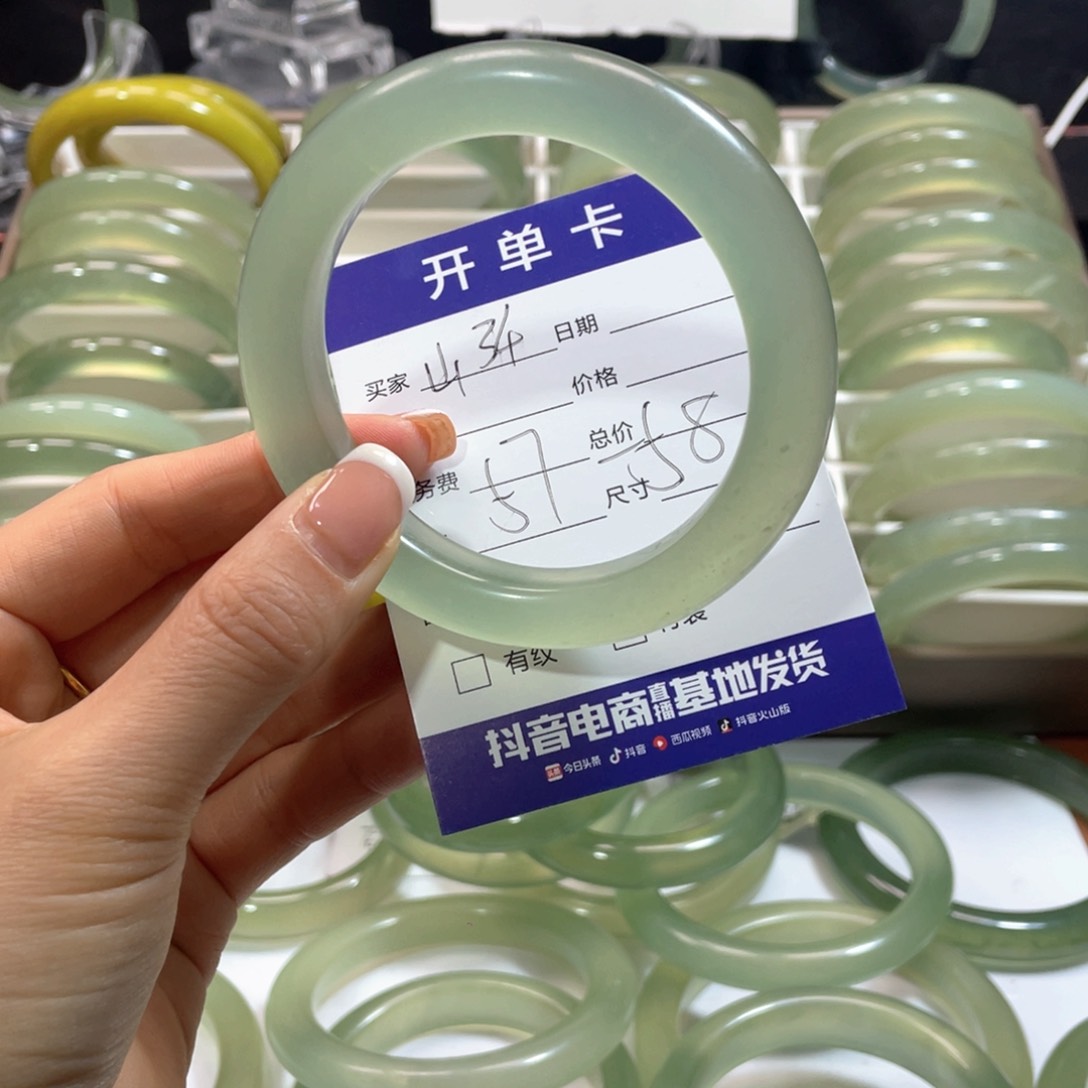 开单卡
买家 山34 日期
价格
务费 57 总价 58
尺寸
有纹
抖音电商直播基地发货
今日头条 抖音 西瓜视频 抖音火山版